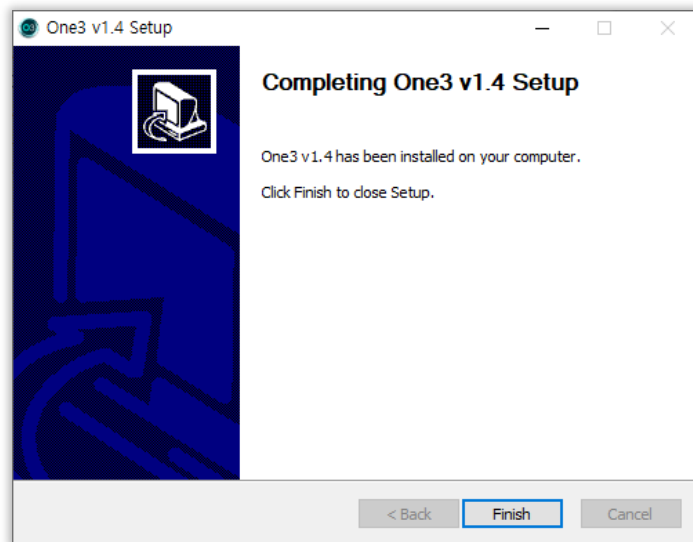 One3 v1.4 Setup
Completing One3 v1.4 Setup
One3 v1.4 has been installed on your computer.
Click Finish to close Setup.
< Back Finish Cancel